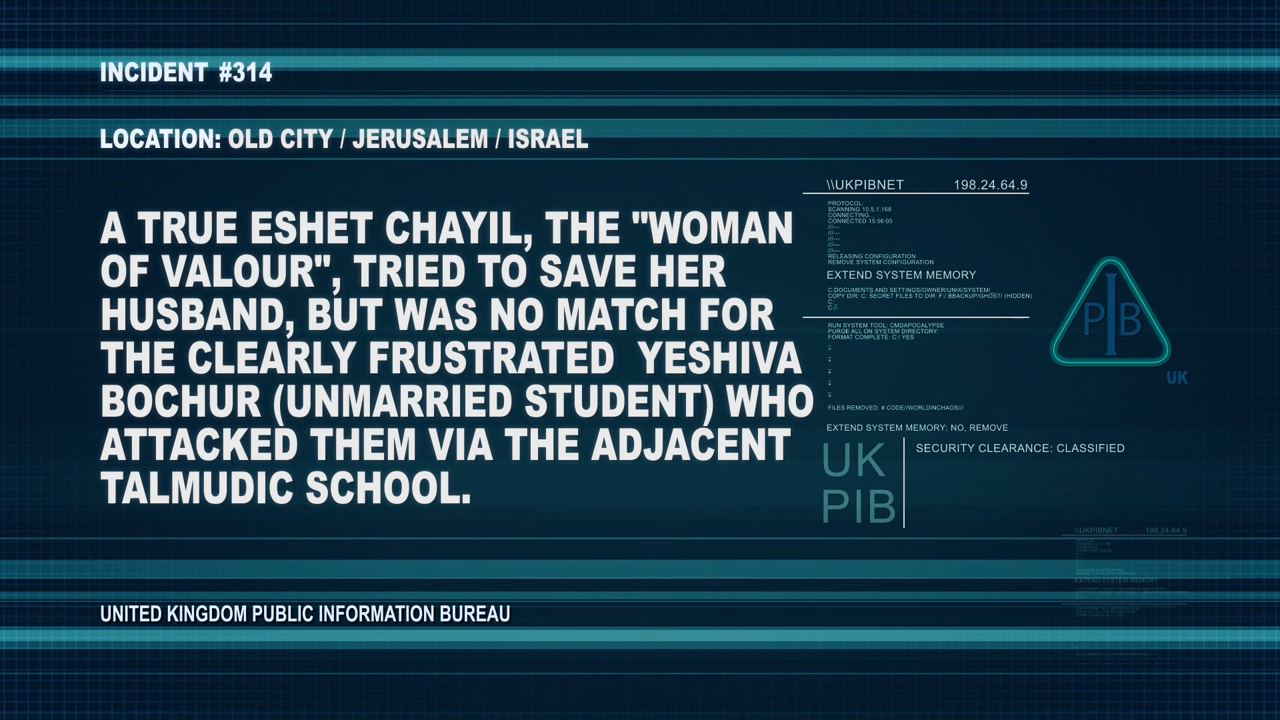 INCIDENT #314
LOCATION: OLD CITY / JERUSALEM / ISRAEL
A TRUE ESHET CHAYIL, THE "WOMAN
OF VALOUR", TRIED TO SAVE HER
HUSBAND, BUT WAS NO MATCH FOR
THE CLEARLY FRUSTRATED YESHIVA
BOCHUR (UNMARRIED STUDENT) WHO
ATTACKED THEM VIA THE ADJACENT
TALMUDIC SCHOOL.
\\UKPIBNET 198.24.64.9
PROTOCOL:
SCANNING 10.5.1.168
CONNECTING...
CONNECTED 15:56:05
RELEASING CONFIGURATION
REMOVE SYSTEM CONFIGURATION
EXTEND SYSTEM MEMORY
C:DOCUMENTS AND SETTINGS/OWNER/UNIX/SYSTEM/
COPY DIR: C: SECRET FILES TO DIR: F:/ BBACKUP/GHOST/ (HIDDEN)
C:
C:
RUN SYSTEM TOOL: CMDAPOCALYPSE
PURGE ALL ON SYSTEM DIRECTORY:
FORMAT COMPLETE: C:/ YES
FILES REMOVED. # CODE//WORLDINCHAOS///
EXTEND SYSTEM MEMORY: NO, REMOVE
UK
PIB
SECURITY CLEARANCE: CLASSIFIED
PIB
UK
\\UKPIBNET 198.24.64.9
EXTEND SYSTEM MEMORY
UNITED KINGDOM PUBLIC INFORMATION BUREAU